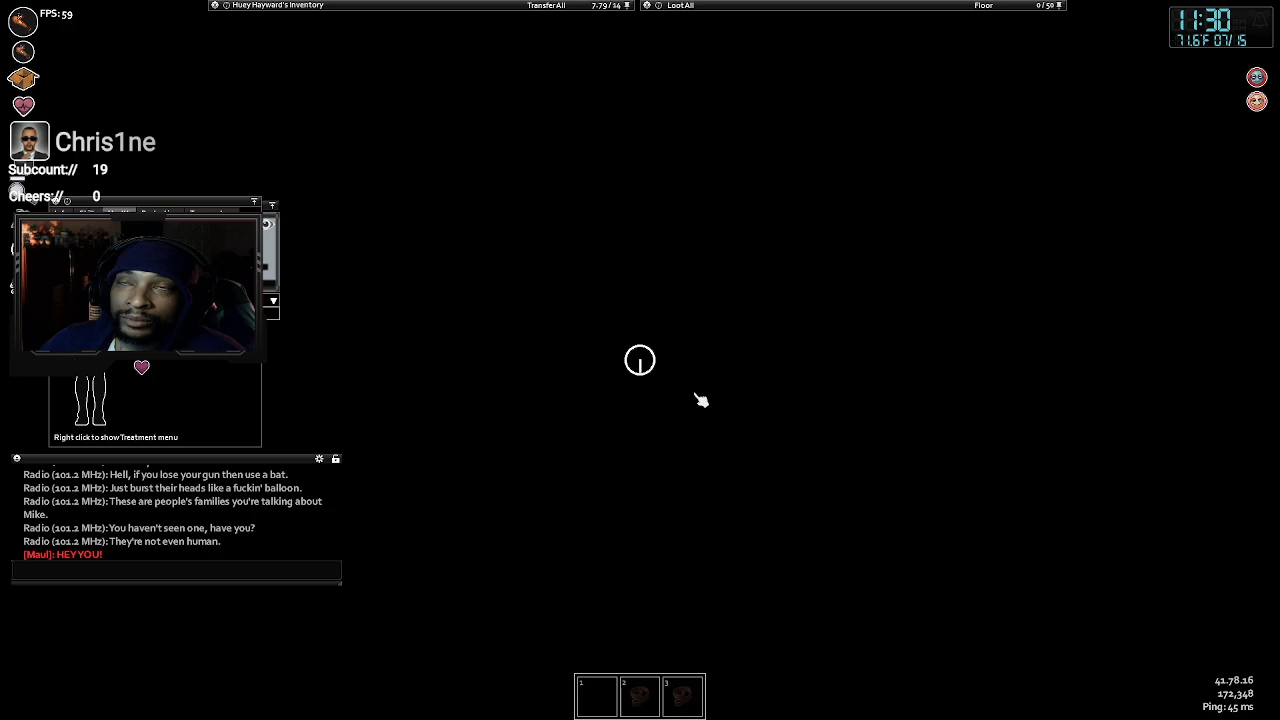 FPS: 59
Huey Hayward's Inventory
Transfer All
7.79 / 14
Loot All
Floor
0 / 50
11:30
71.6°F 07/15
Chris1ne
Subcount:// 19
Cheers:// 0
Right click to show Treatment menu
Radio (101.2 MHz): Hell, if you lose your gun then use a bat.
Radio (101.2 MHz): Just burst their heads like a fuckin' balloon.
Radio (101.2 MHz): These are people's families you're talking about
Mike.
Radio (101.2 MHz): You haven't seen one, have you?
Radio (101.2 MHz): They're not even human.
[Maul]: HEY YOU!
1
2
3
41.78.16
172,348
Ping: 45 ms